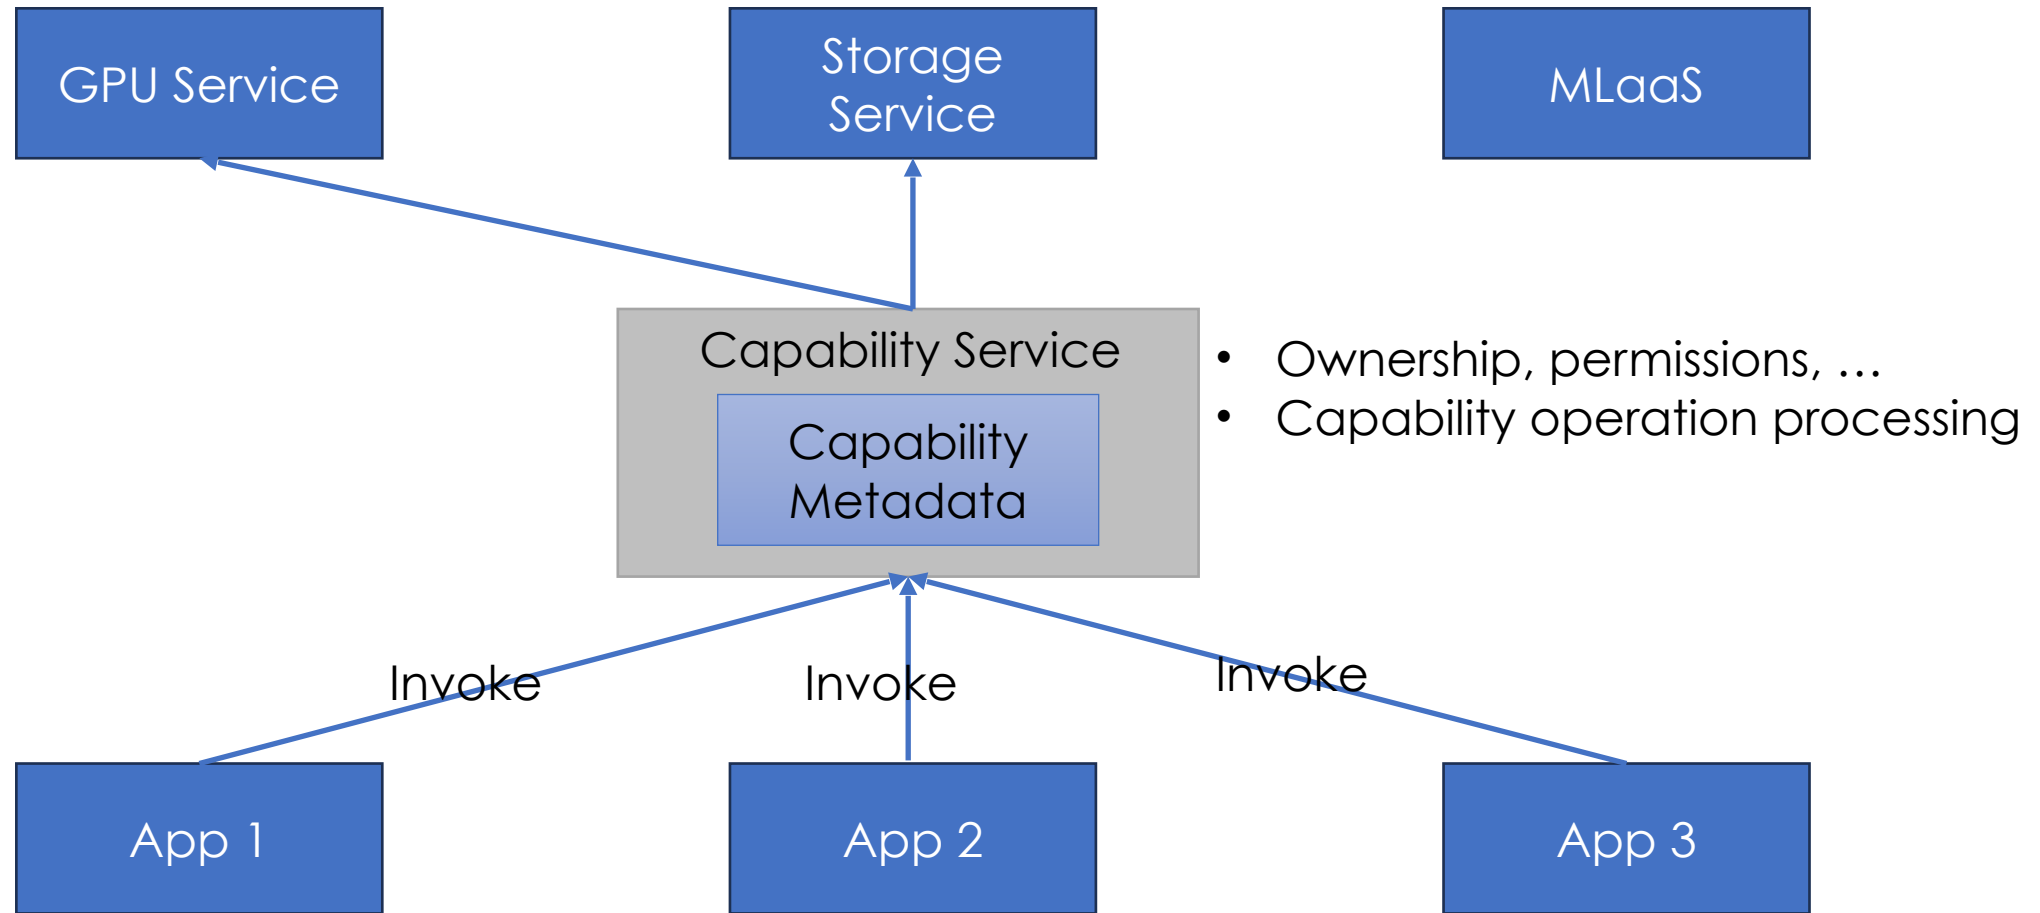 GPU Service
Storage
Service
MLaaS
Capability Service
Capability
Metadata
• Ownership, permissions, …
• Capability operation processing
Invoke
Invoke
Invoke
App 1
App 2
App 3